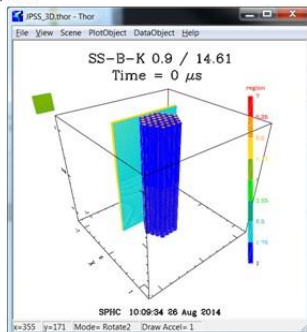 JPSS_3D.thor - Thor
File View Scene PlotObject DataObject Help
SS-B-K 0.9 / 14.61
Time = 0 μs
region
SPHC 10:09:34 26 Aug 2014
x=355 y=171 Mode= Rotate2 Draw Accel= 1